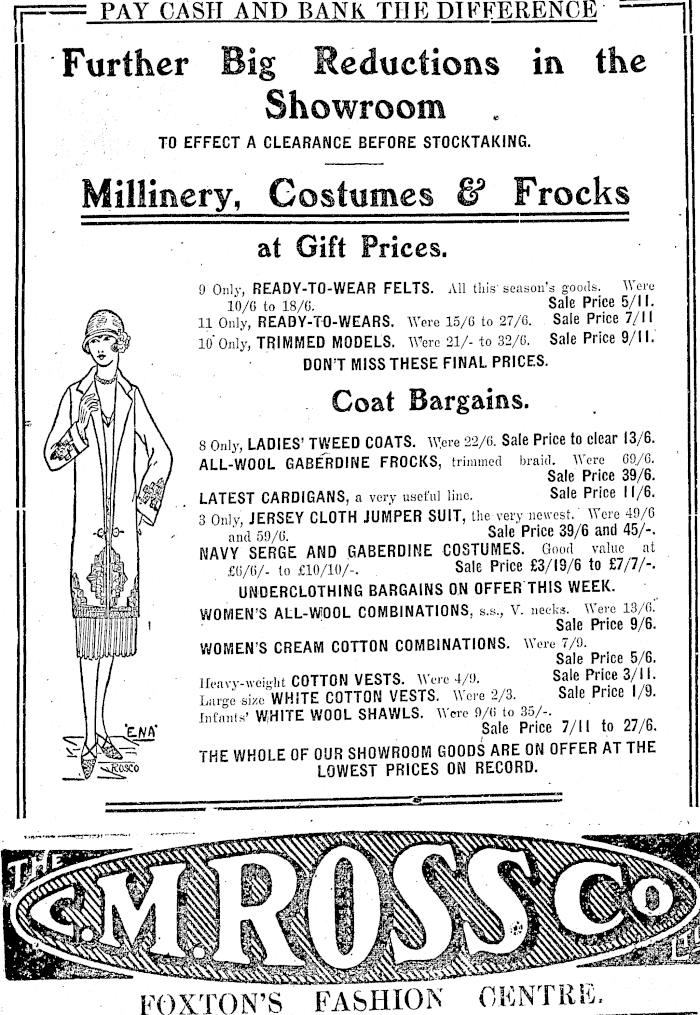 PAY CASH AND BANK THE DIFFERENCE
Further Big Reductions in the
Showroom
TO EFFECT A CLEARANCE BEFORE STOCKTAKING.
Millinery, Costumes & Frocks
at Gift Prices.
9 Only, READY-TO-WEAR FELTS. All this season's goods. Were
10/6 to 18/6. Sale Price 5/11.
11 Only, READY-TO-WEARS. Were 15/6 to 27/6. Sale Price 7/11
10 Only, TRIMMED MODELS. Were 21/- to 32/6. Sale Price 9/11.
DON'T MISS THESE FINAL PRICES.
Coat Bargains.
8 Only, LADIES' TWEED COATS. Were 22/6. Sale Price to clear 13/6.
ALL-WOOL GABERDINE FROCKS, trimmed braid. Were 69/6.
Sale Price 39/6.
LATEST CARDIGANS, a very useful line. Sale Price 11/6.
3 Only, JERSEY CLOTH JUMPER SUIT, the very newest. Were 49/6
and 59/6. Sale Price 39/6 and 45/-.
NAVY SERGE AND GABERDINE COSTUMES. Good value at
£6/6/- to £10/10/-. Sale Price £3/19/6 to £7/7/-.
UNDERCLOTHING BARGAINS ON OFFER THIS WEEK.
WOMEN'S ALL-WOOL COMBINATIONS, s.s., V. necks. Were 13/6.
Sale Price 9/6.
WOMEN'S CREAM COTTON COMBINATIONS. Were 7/9.
Sale Price 5/6.
Heavy-weight COTTON VESTS. Were 4/9. Sale Price 3/11.
Large size WHITE COTTON VESTS. Were 2/3. Sale Price 1/9.
Infants' WHITE WOOL SHAWLS. Were 9/6 to 35/-.
Sale Price 7/11 to 27/6.
THE WHOLE OF OUR SHOWROOM GOODS ARE ON OFFER AT THE
LOWEST PRICES ON RECORD.
"ENA"
ROSCO
THE
C.M. ROSS Co
LTD
FOXTON'S FASHION CENTRE.